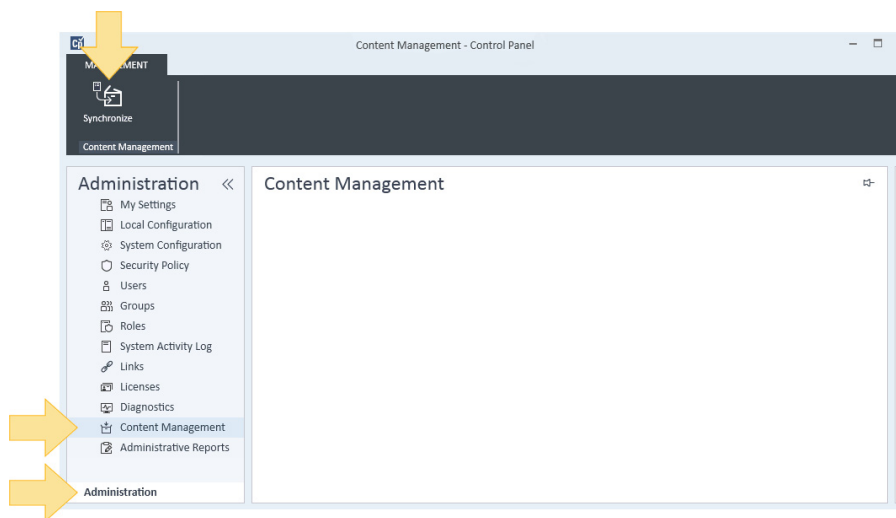 Content Management - Control Panel
Synchronize
Content Management
Administration
My Settings
Local Configuration
System Configuration
Security Policy
Users
Groups
Roles
System Activity Log
Links
Licenses
Diagnostics
Content Management
Administrative Reports
Administration
Content Management